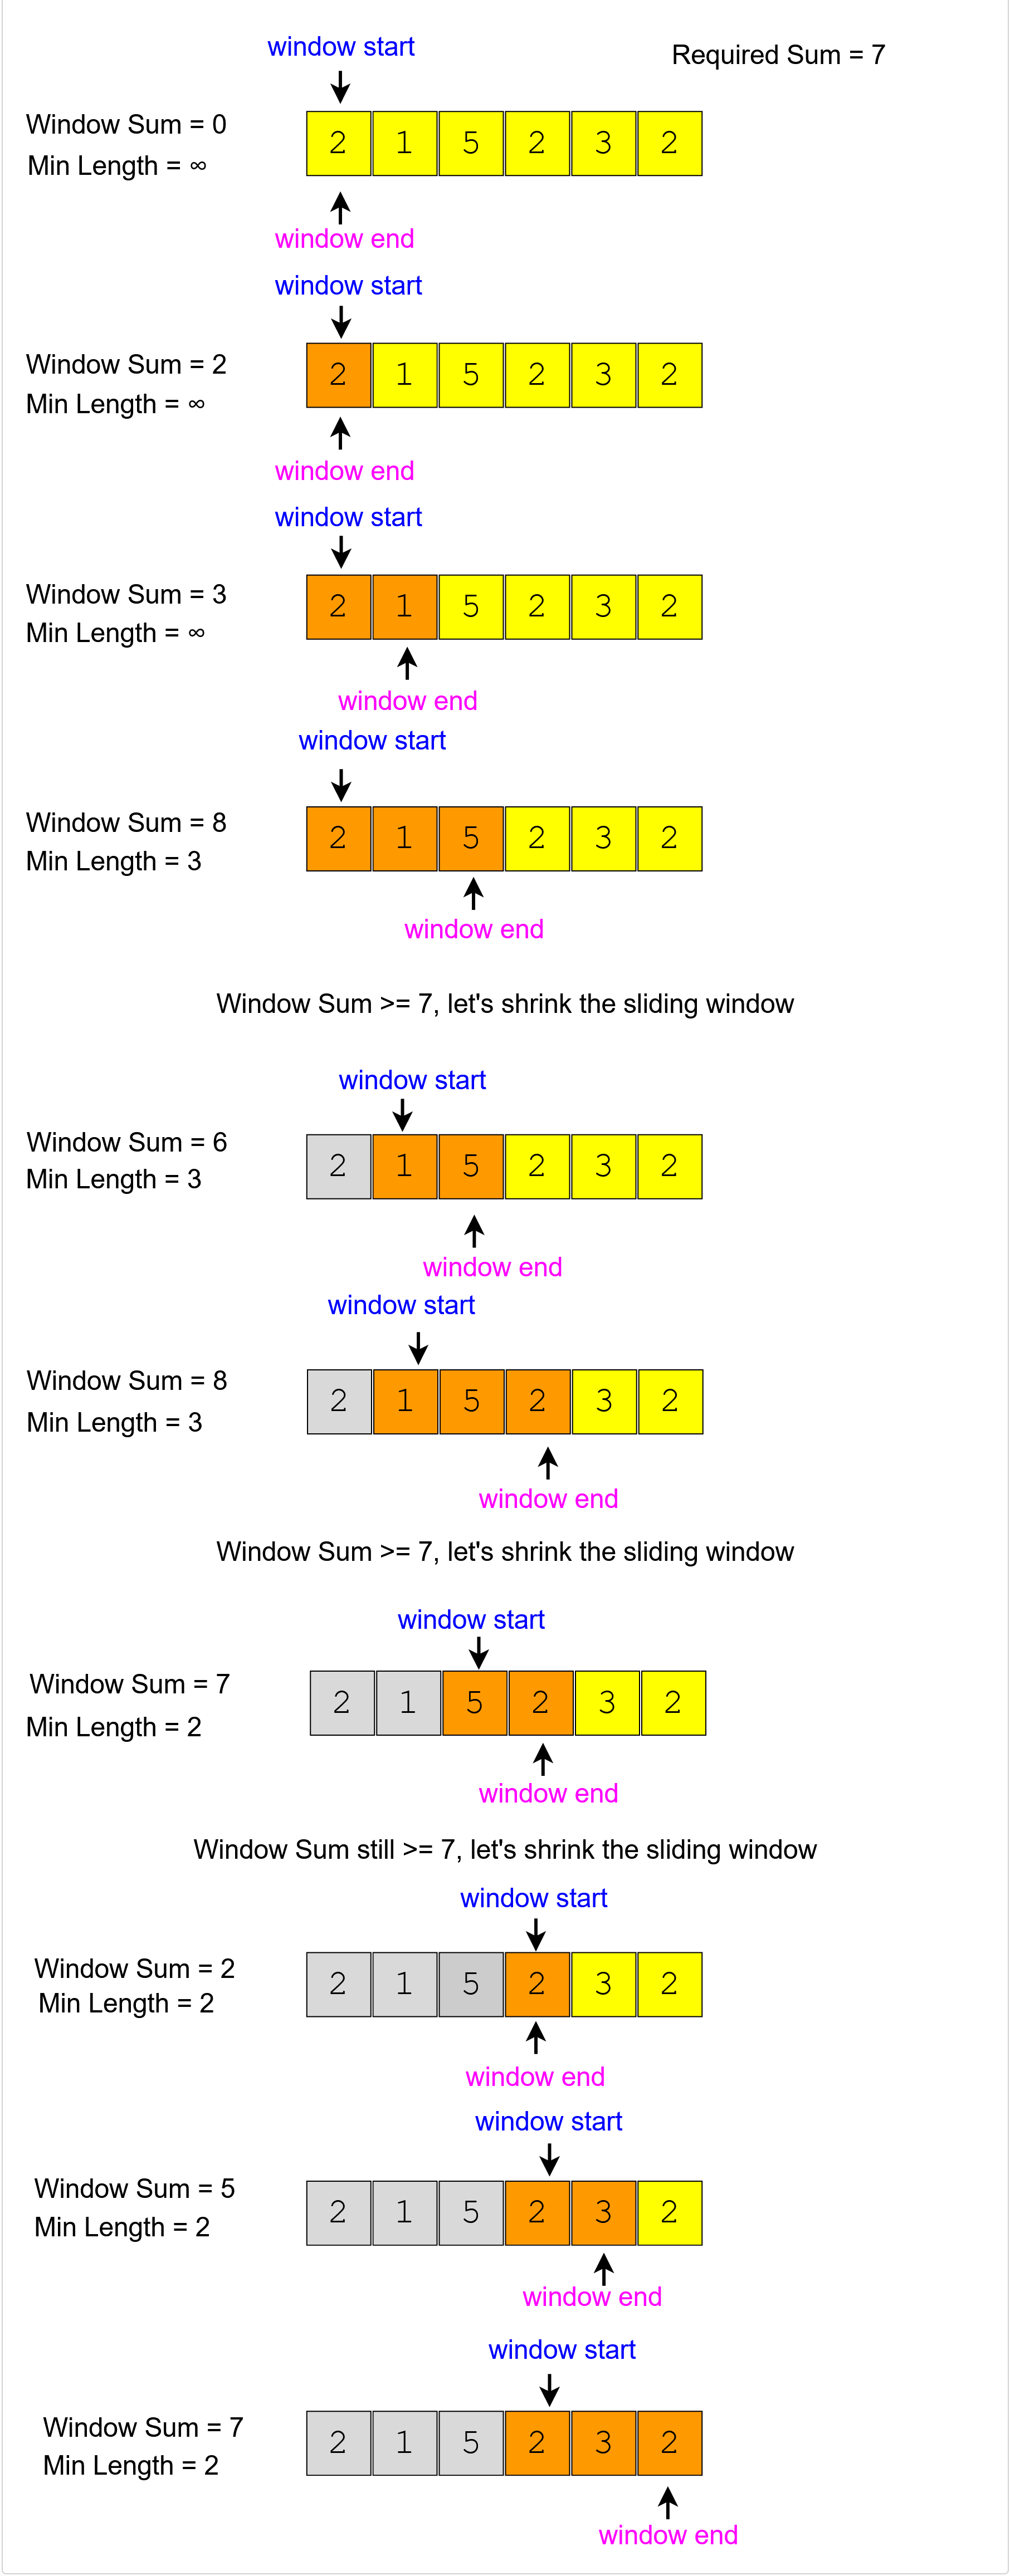 window start
Required Sum = 7
Window Sum = 0
Min Length = ∞
2 1 5 2 3 2
window end
window start
Window Sum = 2
Min Length = ∞
2 1 5 2 3 2
window end
window start
Window Sum = 3
Min Length = ∞
2 1 5 2 3 2
window end
window start
Window Sum = 8
Min Length = 3
2 1 5 2 3 2
window end
Window Sum >= 7, let's shrink the sliding window
window start
Window Sum = 6
Min Length = 3
2 1 5 2 3 2
window end
window start
Window Sum = 8
Min Length = 3
2 1 5 2 3 2
window end
Window Sum >= 7, let's shrink the sliding window
window start
Window Sum = 7
Min Length = 2
2 1 5 2 3 2
window end
Window Sum still >= 7, let's shrink the sliding window
window start
Window Sum = 2
Min Length = 2
2 1 5 2 3 2
window end
window start
Window Sum = 5
Min Length = 2
2 1 5 2 3 2
window end
window start
Window Sum = 7
Min Length = 2
2 1 5 2 3 2
window end